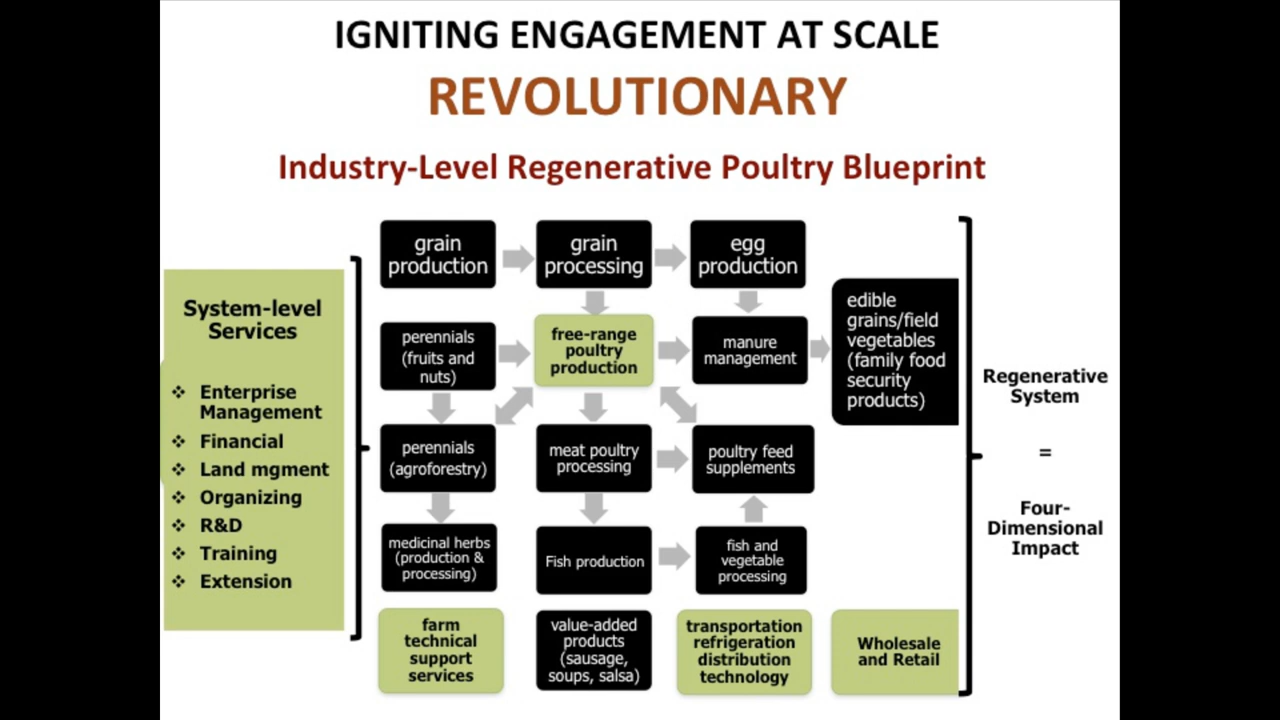 IGNITING ENGAGEMENT AT SCALE
REVOLUTIONARY
Industry-Level Regenerative Poultry Blueprint
System-level
Services
❖ Enterprise
Management
❖ Financial
❖ Land mgment
❖ Organizing
❖ R&D
❖ Training
❖ Extension
grain
production
grain
processing
egg
production
perennials
(fruits and
nuts)
free-range
poultry
production
manure
management
edible
grains/field
vegetables
(family food
security
products)
perennials
(agroforestry)
meat poultry
processing
poultry feed
supplements
medicinal herbs
(production &
processing)
Fish production
fish and
vegetable
processing
farm
technical
support
services
value-added
products
(sausage,
soups, salsa)
transportation
refrigeration
distribution
technology
Wholesale
and Retail
Regenerative
System
=
Four-
Dimensional
Impact